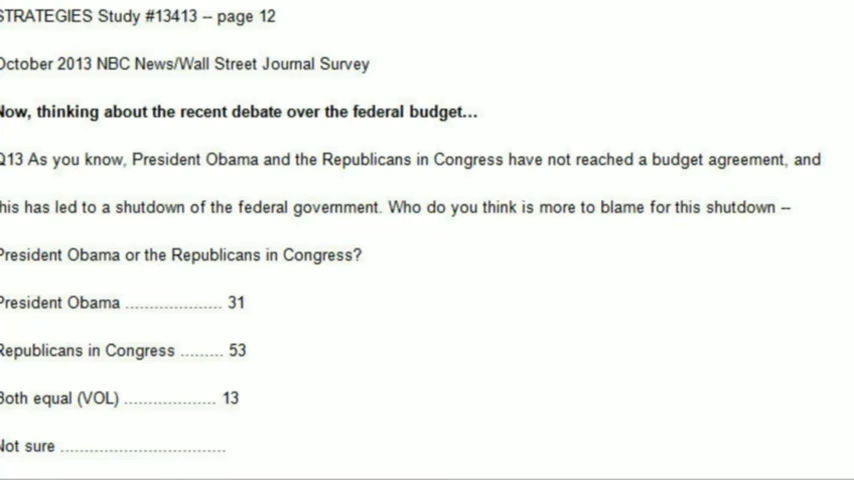 STRATEGIES Study #13413 – page 12
October 2013 NBC News/Wall Street Journal Survey
Now, thinking about the recent debate over the federal budget...
Q13 As you know, President Obama and the Republicans in Congress have not reached a budget agreement, and
this has led to a shutdown of the federal government. Who do you think is more to blame for this shutdown –
President Obama or the Republicans in Congress?
President Obama ..................... 31
Republicans in Congress ......... 53
Both equal (VOL) ................... 13
Not sure ..................................